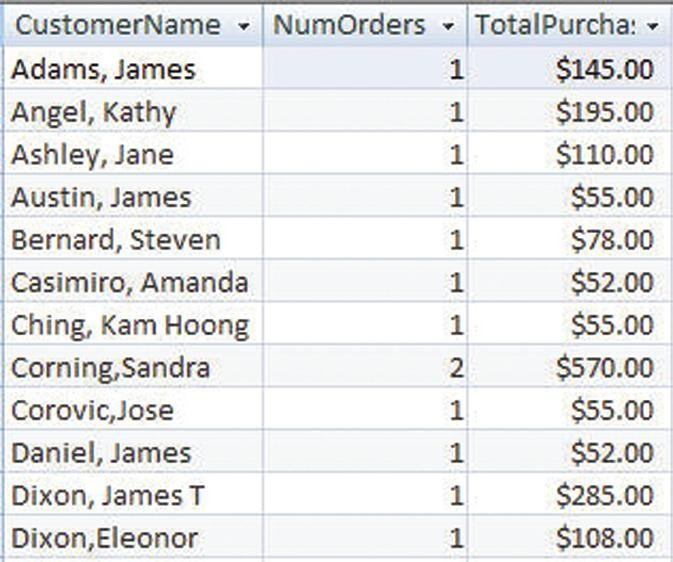 CustomerName NumOrders TotalPurcha:
Adams, James 1 $145.00
Angel, Kathy 1 $195.00
Ashley, Jane 1 $110.00
Austin, James 1 $55.00
Bernard, Steven 1 $78.00
Casimiro, Amanda 1 $52.00
Ching, Kam Hoong 1 $55.00
Corning,Sandra 2 $570.00
Corovic,Jose 1 $55.00
Daniel, James 1 $52.00
Dixon, James T 1 $285.00
Dixon,Eleonor 1 $108.00